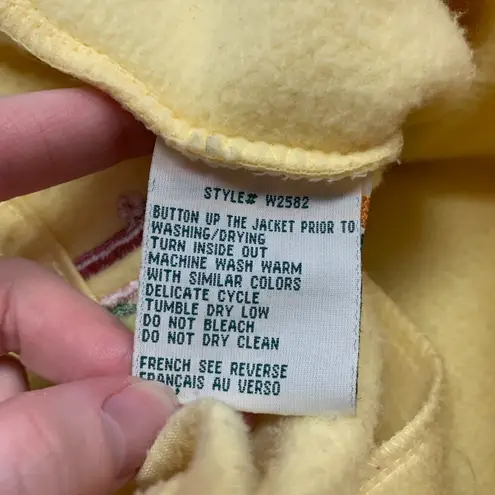 STYLE# W2582
BUTTON UP THE JACKET PRIOR TO
WASHING/DRYING
TURN INSIDE OUT
MACHINE WASH WARM
WITH SIMILAR COLORS
DELICATE CYCLE
TUMBLE DRY LOW
DO NOT BLEACH
DO NOT DRY CLEAN
FRENCH SEE REVERSE
FRANÇAIS AU VERSO